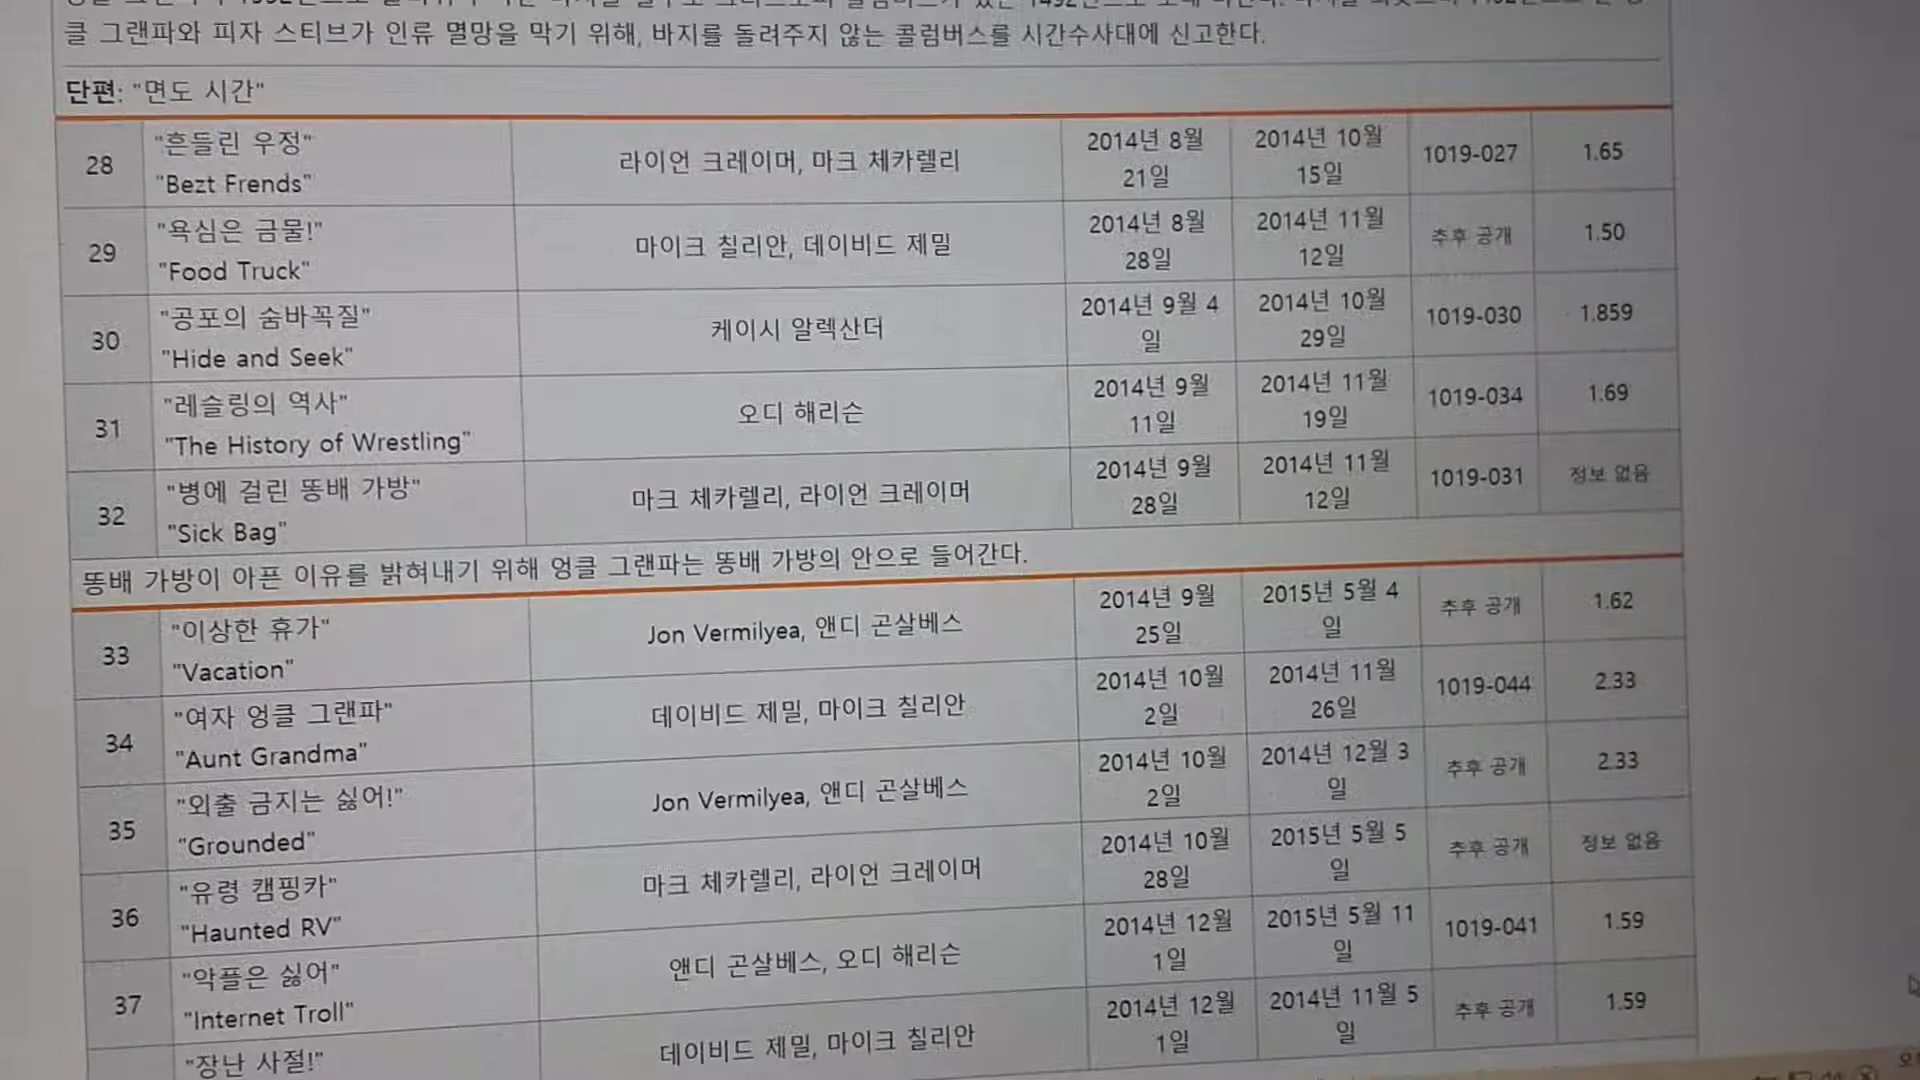 클 그랜파와 피자 스티브가 인류 멸망을 막기 위해, 바지를 돌려주지 않는 콜럼버스를 시간수사대에 신고한다.
단편: "면도 시간"
28 "흔들린 우정" "Bezt Frends" 라이언 크레이머, 마크 체카렐리 2014년 8월 21일 2014년 10월 15일 1019-027 1.65
29 "욕심은 금물!" "Food Truck" 마이크 칠리안, 데이비드 제밀 2014년 8월 28일 2014년 11월 12일 추후 공개 1.50
30 "공포의 숨바꼭질" "Hide and Seek" 케이시 알렉산더 2014년 9월 4일 2014년 10월 29일 1019-030 1.859
31 "레슬링의 역사" "The History of Wrestling" 오디 해리슨 2014년 9월 11일 2014년 11월 19일 1019-034 1.69
32 "병에 걸린 똥배 가방" "Sick Bag" 마크 체카렐리, 라이언 크레이머 2014년 9월 28일 2014년 11월 12일 1019-031 정보 없음
똥배 가방이 아픈 이유를 밝혀내기 위해 엉클 그랜파는 똥배 가방의 안으로 들어간다.
33 "이상한 휴가" "Vacation" Jon Vermilyea, 앤디 곤살베스 2014년 9월 25일 2015년 5월 4일 추후 공개 1.62
34 "여자 엉클 그랜파" "Aunt Grandma" 데이비드 제밀, 마이크 칠리안 2014년 10월 2일 2014년 11월 26일 1019-044 2.33
35 "외출 금지는 싫어!" "Grounded" Jon Vermilyea, 앤디 곤살베스 2014년 10월 2일 2014년 12월 3일 추후 공개 2.33
36 "유령 캠핑카" "Haunted RV" 마크 체카렐리, 라이언 크레이머 2014년 10월 28일 2015년 5월 5일 추후 공개 정보 없음
37 "악플은 싫어" "Internet Troll" 앤디 곤살베스, 오디 해리슨 2014년 12월 1일 2015년 5월 11일 1019-041 1.59
"장난 사절!" 데이비드 제밀, 마이크 칠리안 2014년 12월 1일 2014년 11월 5일 추후 공개 1.59